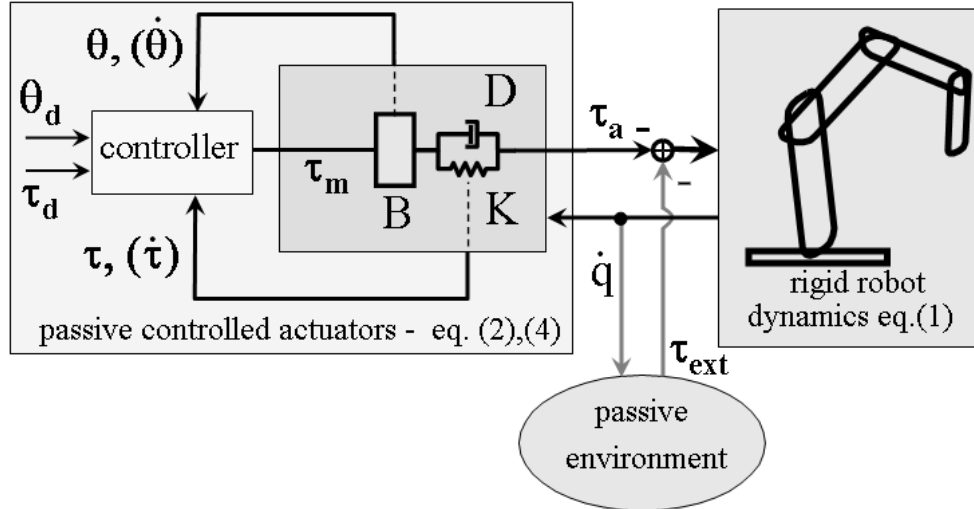 θ, (θ̇)
θd
controller
τd
τm
B
D
K
τ, (τ̇)
passive controlled actuators - eq. (2),(4)
τa -
-
q̇
τext
rigid robot
dynamics eq.(1)
passive
environment